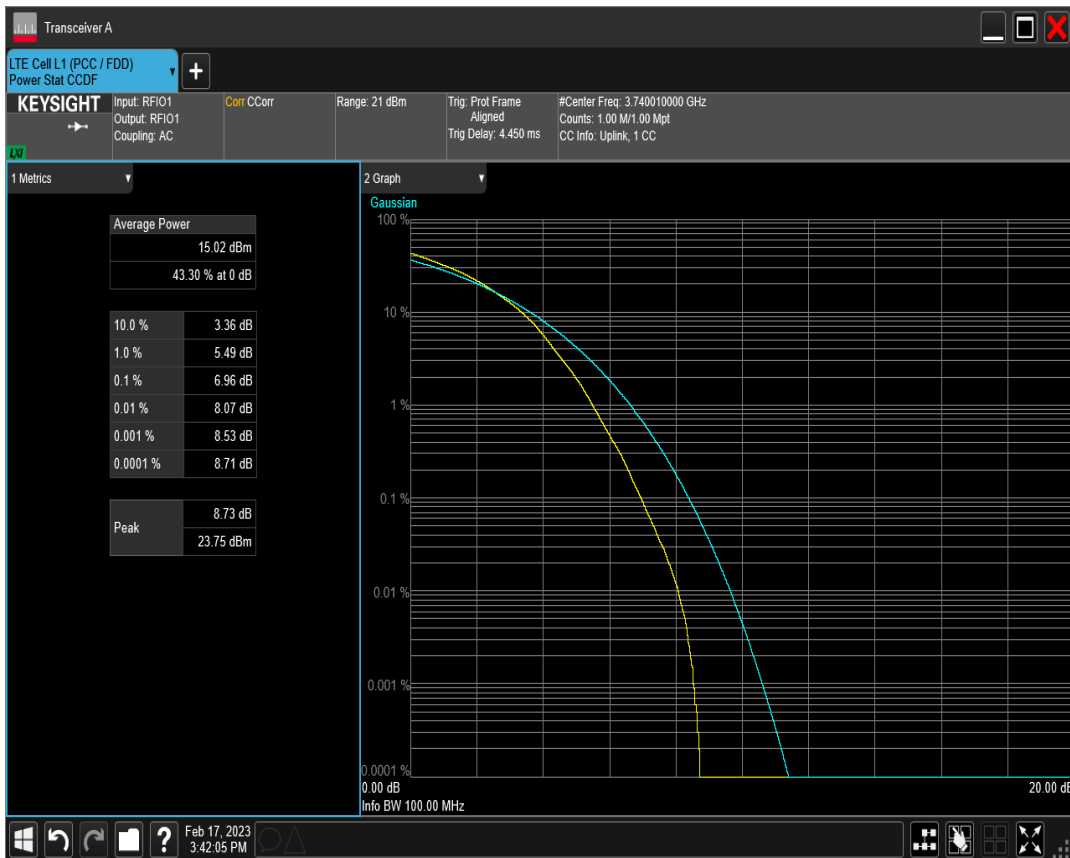 Transceiver A
LTE Cell L1 (PCC / FDD)
Power Stat CCDF
KEYSIGHT
LXI
Input: RFIO1
Output: RFIO1
Coupling: AC
Corr CCorr
Range: 21 dBm
Trig: Prot Frame
Aligned
Trig Delay: 4.450 ms
#Center Freq: 3.740010000 GHz
Counts: 1.00 M/1.00 Mpt
CC Info: Uplink, 1 CC
1 Metrics
Average Power
15.02 dBm
43.30 % at 0 dB
10.0 % 3.36 dB
1.0 % 5.49 dB
0.1 % 6.96 dB
0.01 % 8.07 dB
0.001 % 8.53 dB
0.0001 % 8.71 dB
Peak
8.73 dB
23.75 dBm
2 Graph
Gaussian
100 %
10 %
1 %
0.1 %
0.01 %
0.001 %
0.0001 %
0.00 dB 20.00 dB
Info BW 100.00 MHz
?
Feb 17, 2023
3:42:05 PM